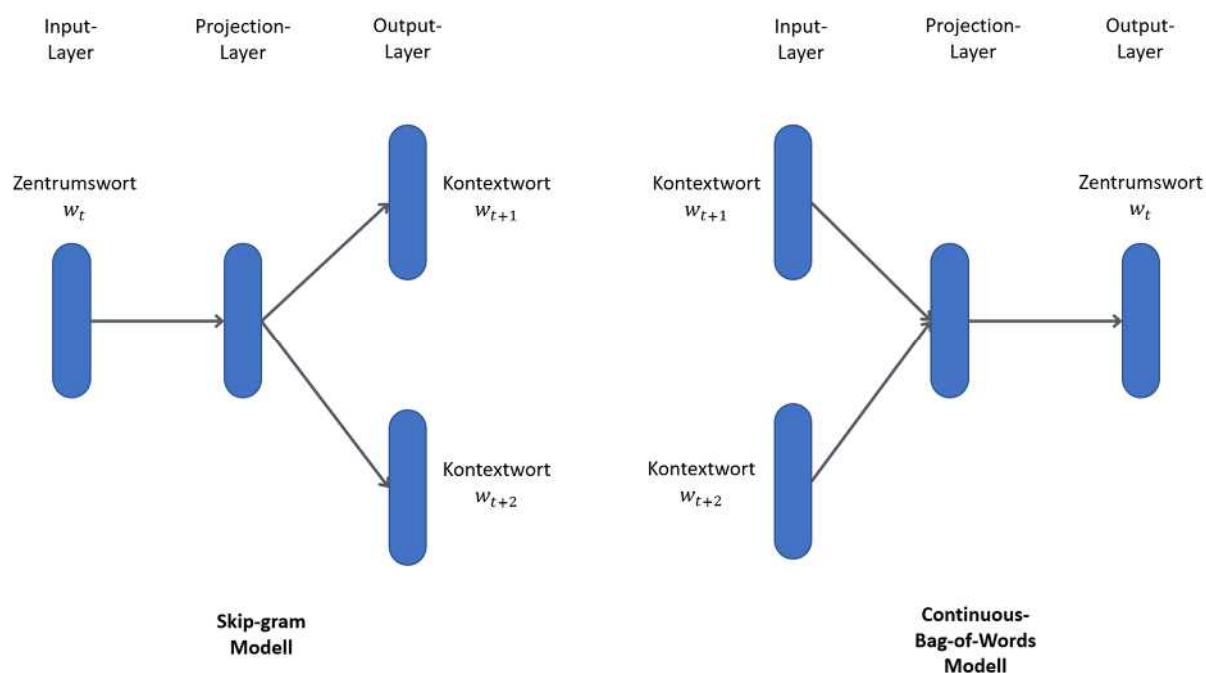 Input-
Layer
Projection-
Layer
Output-
Layer
Zentrumswort
w_t
Kontextwort
w_{t+1}
Kontextwort
w_{t+2}
Skip-gram
Modell
Input-
Layer
Projection-
Layer
Output-
Layer
Kontextwort
w_{t+1}
Zentrumswort
w_t
Kontextwort
w_{t+2}
Continuous-
Bag-of-Words
Modell